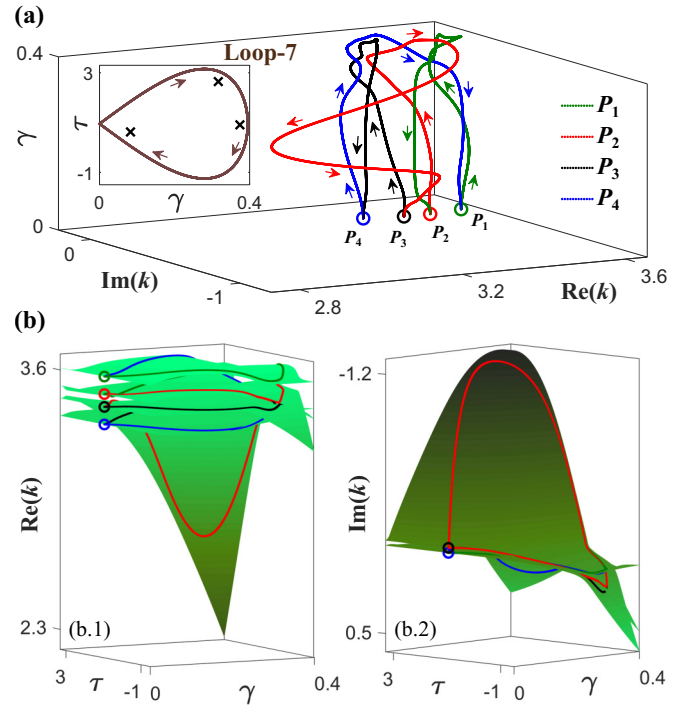 (a)
0.4
γ
0
Loop-7
3
τ
-1
0
γ
0.4
P₁
P₂
P₃
P₄
P₄
P₃
P₂
P₁
0
Im(k)
-1
2.8
3.2
Re(k)
3.6
(b)
3.6
Re(k)
2.3
(b.1)
3
τ
-1
0
γ
0.4
-1.2
Im(k)
0.5
(b.2)
3
τ
-1
0
γ
0.4